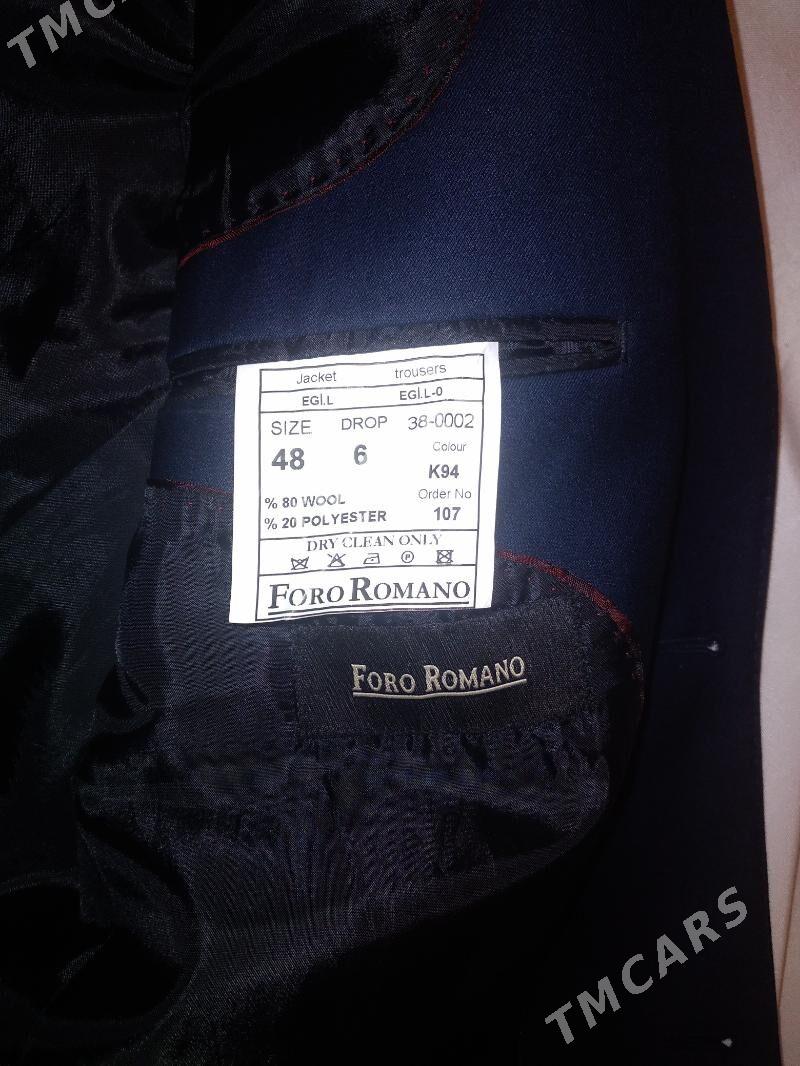 TMCARS
Jacket trousers
EGİ.L EGİ.L-0
SIZE DROP 38-0002
48 6 Colour
K94
% 80 WOOL Order No
% 20 POLYESTER 107
DRY CLEAN ONLY
P
FORO ROMANO
FORO ROMANO
TMCARS